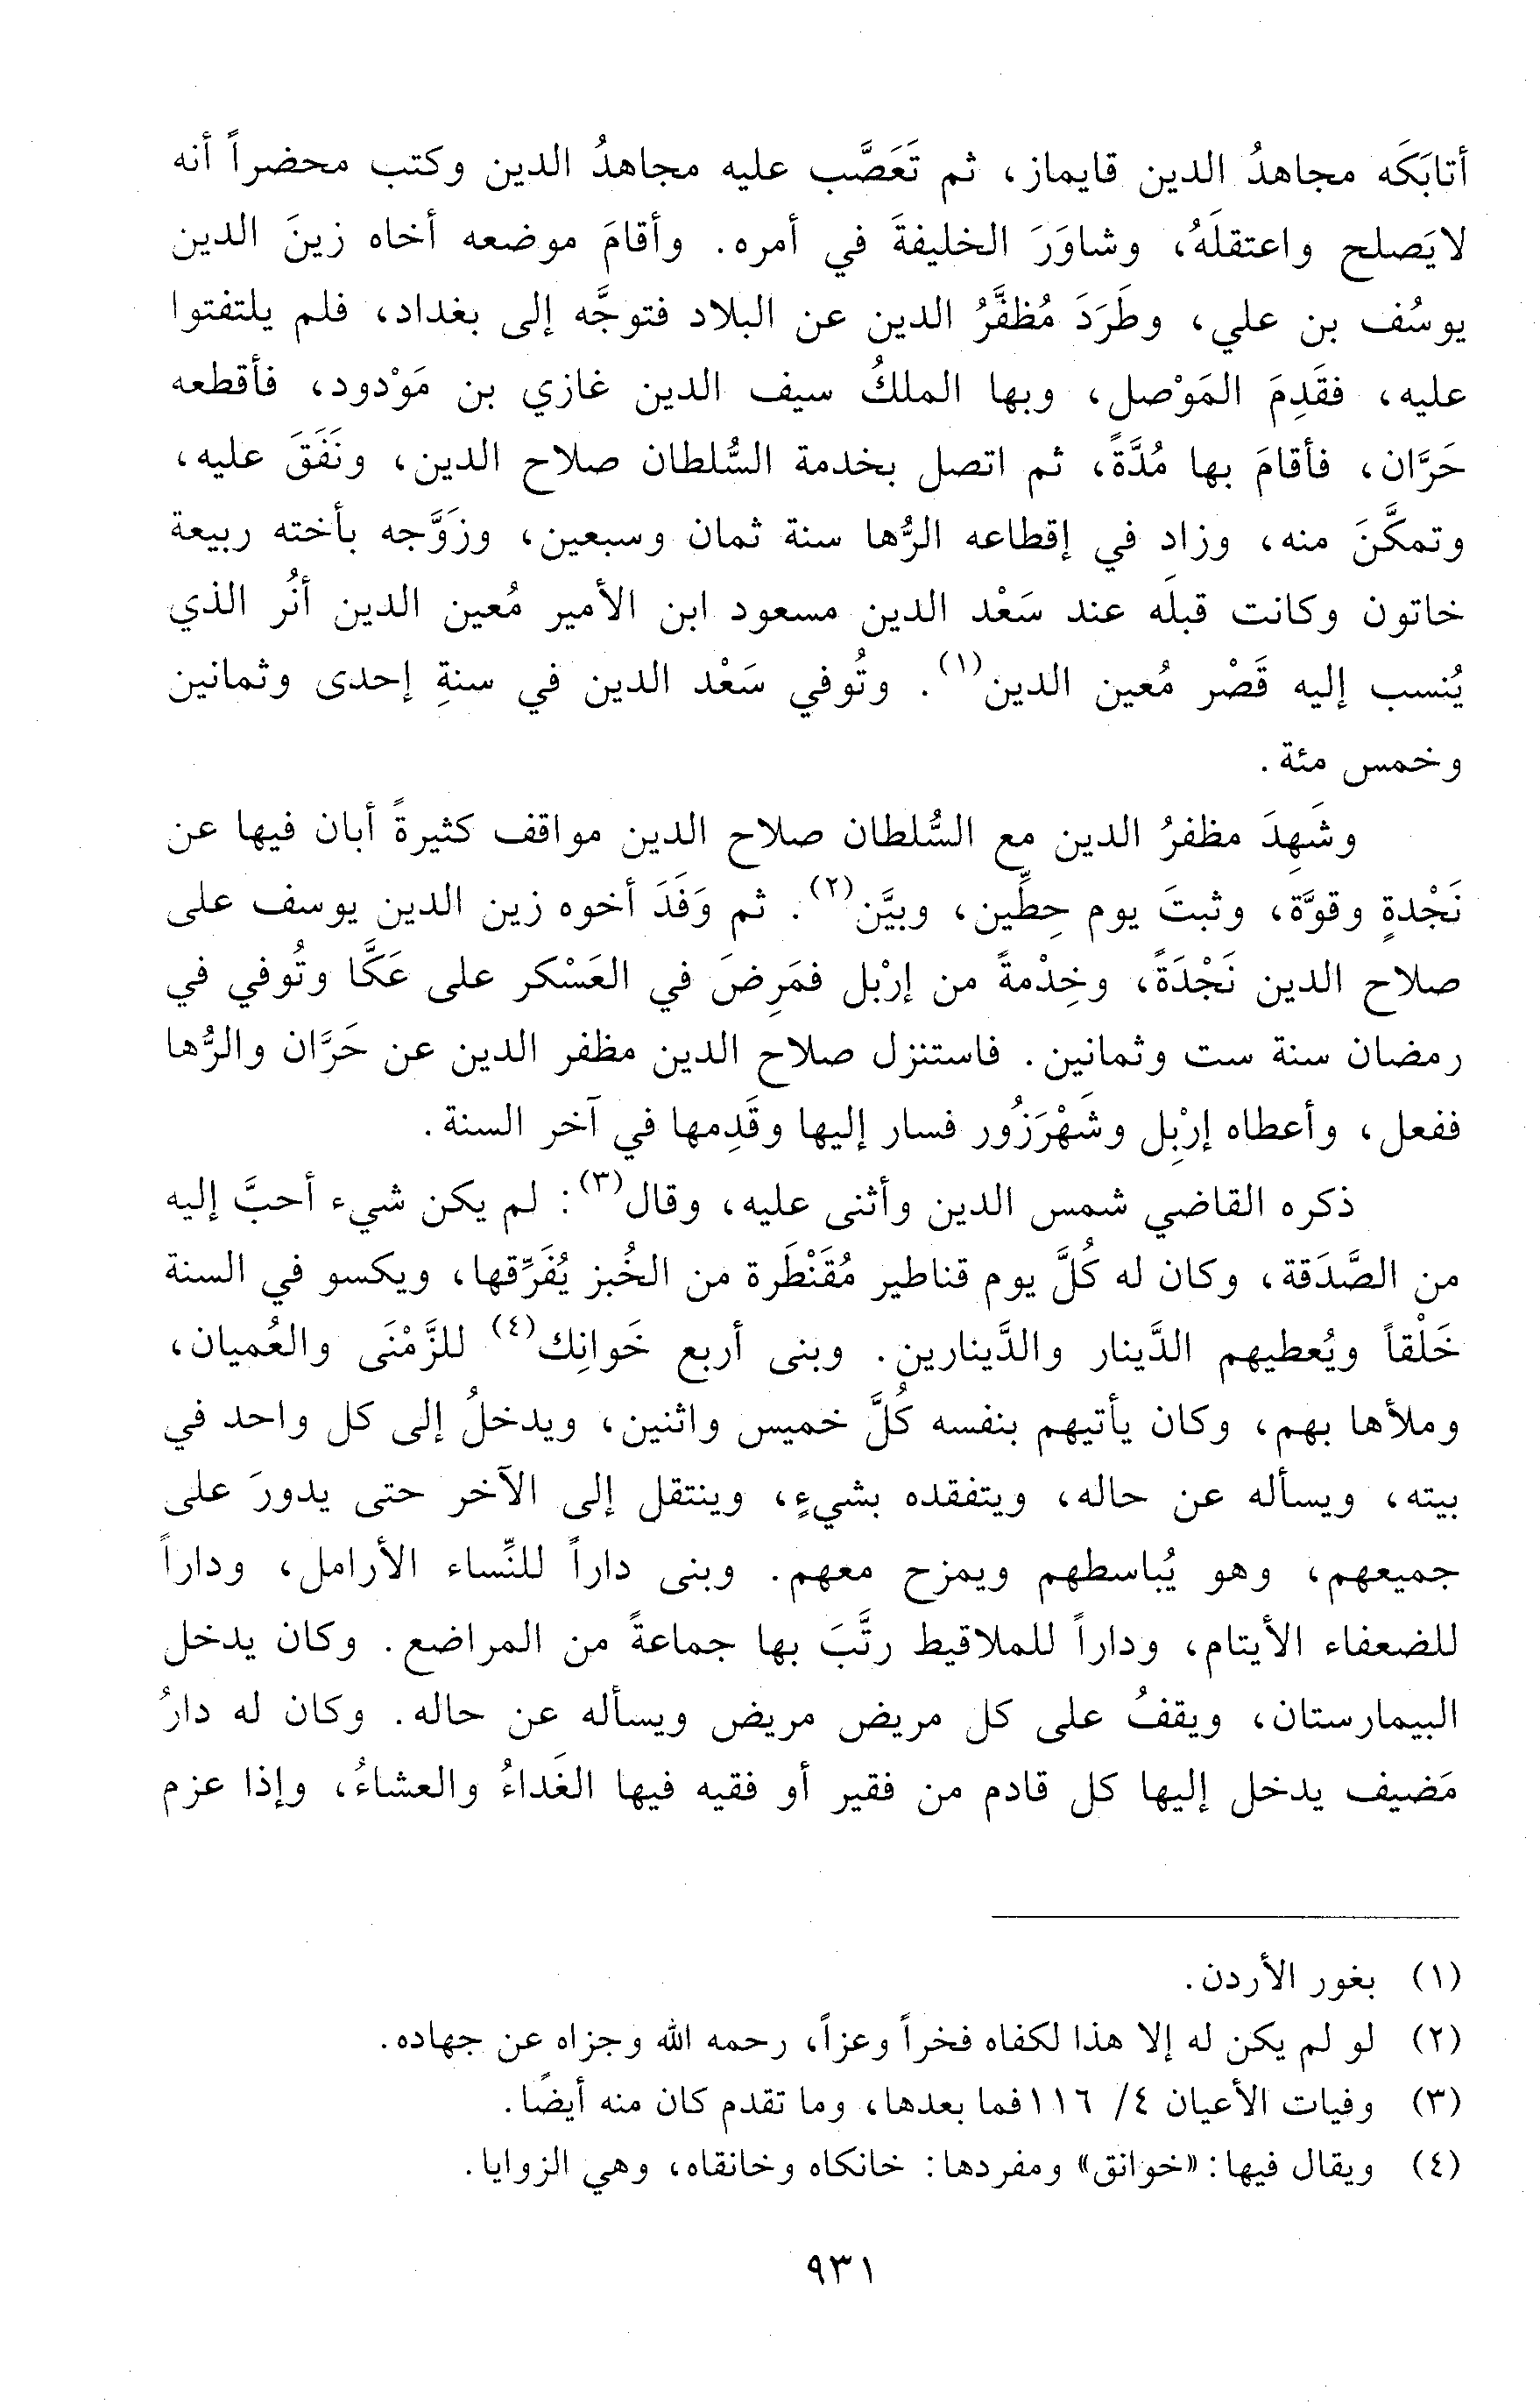 أتابَكَه مجاهدُ الدين قايماز، ثم تَعَصَّب عليه مجاهدُ الدين وكتب محضراً أنه
لايَصلح واعتقلَهُ، وشاوَرَ الخليفةَ في أمره. وأقامَ موضعه أخاه زينَ الدين
يوسُف بن علي، وطَرَدَ مُظفَّرُ الدين عن البلاد فتوجَّه إلى بغداد، فلم يلتفتوا
عليه، فقَدِمَ المَوْصل، وبها الملكُ سيف الدين غازي بن مَوْدود، فأقطعه
حَرَّان، فأقامَ بها مُدَّةً، ثم اتصل بخدمة السُّلطان صلاح الدين، ونَفَقَ عليه،
وتمكَّنَ منه، وزاد في إقطاعه الرُّها سنة ثمان وسبعين، وزَوَّجه بأخته ربيعة
خاتون وكانت قبلَه عند سَعْد الدين مسعود ابن الأمير مُعين الدين أنُر الذي
يُنسب إليه قَصْر مُعين الدين(١). وتُوفي سَعْد الدين في سنةِ إحدى وثمانين
وخمس مئة.
وشَهِدَ مظفرُ الدين مع السُّلطان صلاح الدين مواقف كثيرةً أبان فيها عن
نَجْدةٍ وقوَّة، وثبتَ يوم حِطِّين، وبيَّن(٢). ثم وَفَدَ أخوه زين الدين يوسف على
صلاح الدين نَجْدَةً، وخِدْمةً من إرْبل فمَرِضَ في العَسْكر على عَكَّا وتُوفي في
رمضان سنة ست وثمانين. فاستنزل صلاح الدين مظفر الدين عن حَرَّان والرُّها
ففعل، وأعطاه إرْبِل وشَهْرَزُور فسار إليها وقَدِمها في آخر السنة.
ذكره القاضي شمس الدين وأثنى عليه، وقال(٣): لم يكن شيء أحبَّ إليه
من الصَّدَقة، وكان له كُلَّ يوم قناطير مُقَنْطَرة من الخُبز يُفَرِّقها، ويكسو في السنة
خَلْقاً ويُعطيهم الدَّينار والدَّينارين. وبنى أربع خَوانِك(٤) للزَّمْنَى والعُميان،
وملأها بهم، وكان يأتيهم بنفسه كُلَّ خميس واثنين، ويدخلُ إلى كل واحد في
بيته، ويسأله عن حاله، ويتفقده بشيءٍ، وينتقل إلى الآخر حتى يدورَ على
جميعهم، وهو يُباسطهم ويمزح معهم. وبنى داراً للنِّساء الأرامل، وداراً
للضعفاء الأيتام، وداراً للملاقيط رتَّبَ بها جماعةً من المراضع. وكان يدخل
البيمارستان، ويقفُ على كل مريض مريض ويسأله عن حاله. وكان له دارُ
مَضيف يدخل إليها كل قادم من فقير أو فقيه فيها الغَداءُ والعشاءُ، وإذا عزم
(١) بغور الأردن.
(٢) لو لم يكن له إلا هذا لكفاه فخراً وعزاً، رحمه الله وجزاه عن جهاده.
(٣) وفيات الأعيان ٤/ ١١٦ فما بعدها، وما تقدم كان منه أيضًا.
(٤) ويقال فيها: «خوانق» ومفردها: خانكاه وخانقاه، وهي الزوايا.
٩٣١